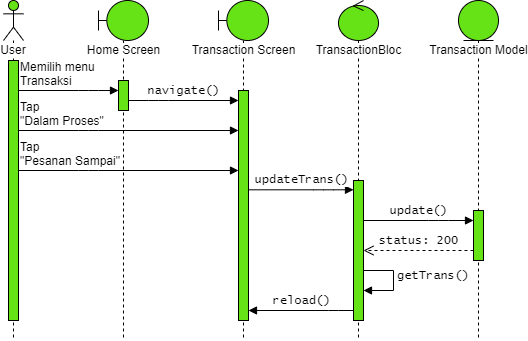 User
Home Screen
Transaction Screen
TransactionBloc
Transaction Model
Memilih menu
Transaksi
navigate()
Tap
"Dalam Proses"
Tap
"Pesanan Sampai"
updateTrans()
update()
status: 200
getTrans()
reload()